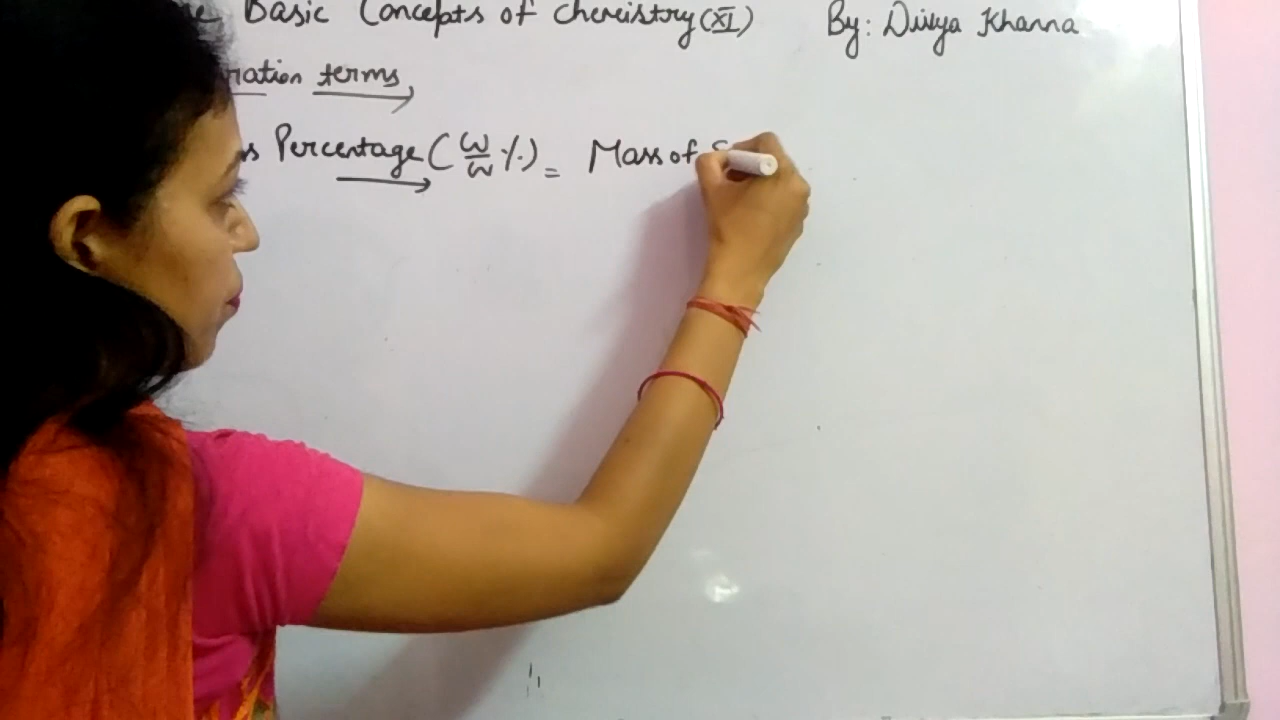 Basic Concepts of Chemistry (XI) By: Divya Khanna
terms
Percentage (w/w %) = Mass of